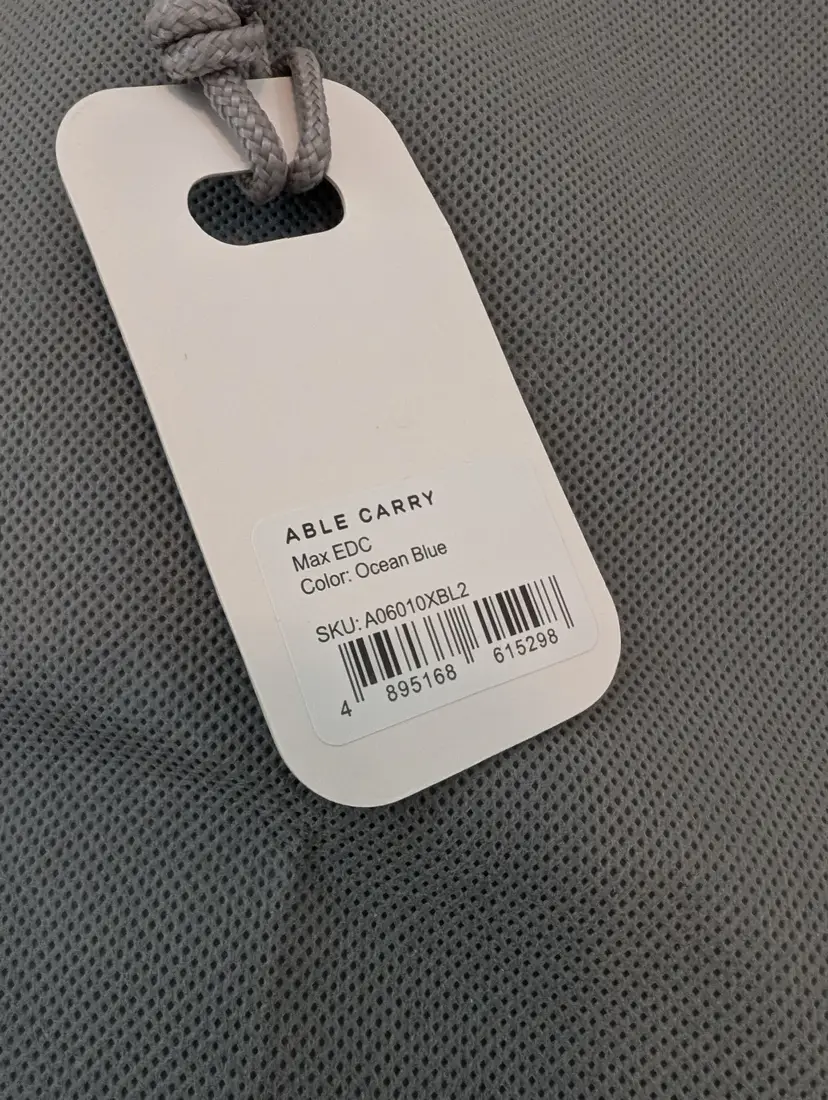 ABLE CARRY
Max EDC
Color: Ocean Blue
SKU: A06010XBL2
4 895168 615298